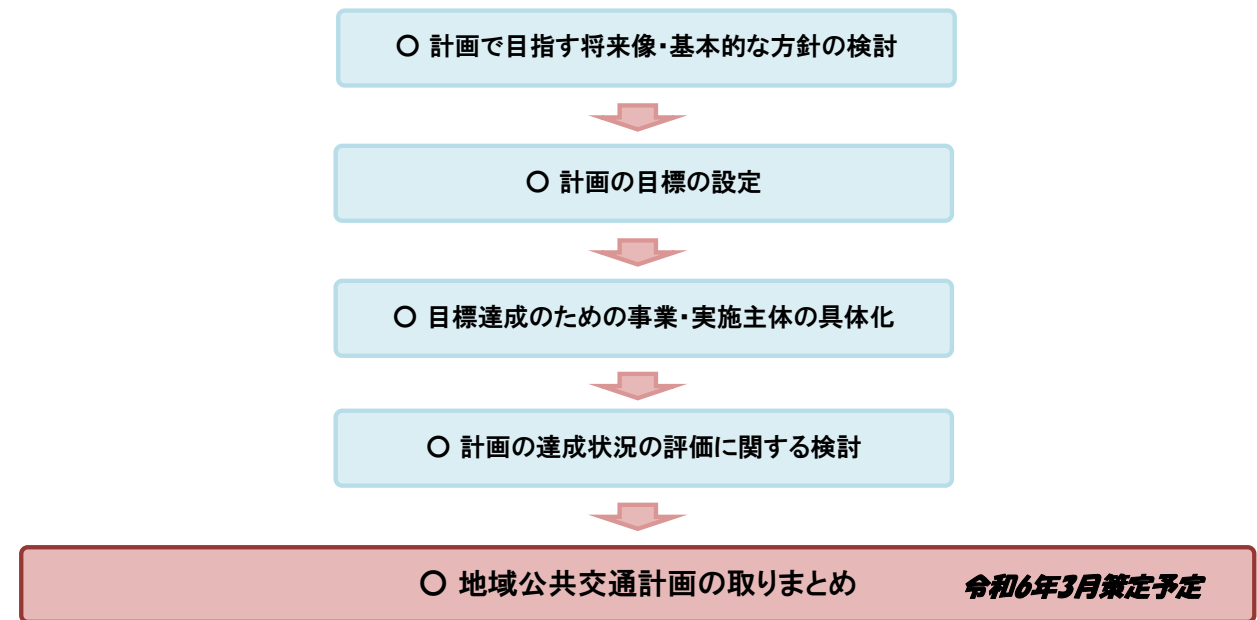 ○ 計画で目指す将来像・基本的な方針の検討
○ 計画の目標の設定
○ 目標達成のための事業・実施主体の具体化
○ 計画の達成状況の評価に関する検討
○ 地域公共交通計画の取りまとめ 令和6年3月策定予定